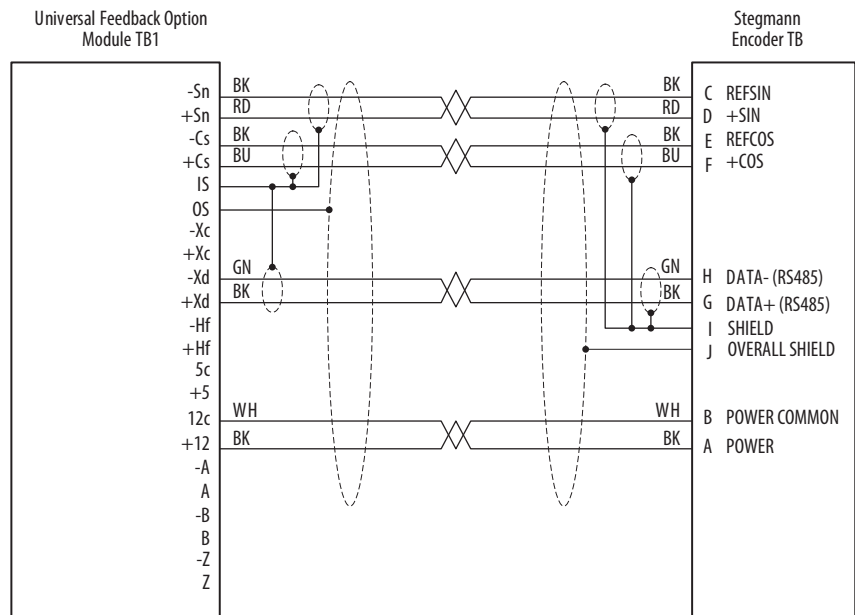 Universal Feedback Option
Module TB1
Stegmann
Encoder TB
-Sn BK BK C REFSIN
+Sn RD RD D +SIN
-Cs BK BK E REFCOS
+Cs BU BU F +COS
IS
OS
-Xc
+Xc
-Xd GN GN H DATA- (RS485)
+Xd BK BK G DATA+ (RS485)
-Hf I SHIELD
+Hf J OVERALL SHIELD
5c
+5
12c WH WH B POWER COMMON
+12 BK BK A POWER
-A
A
-B
B
-Z
Z